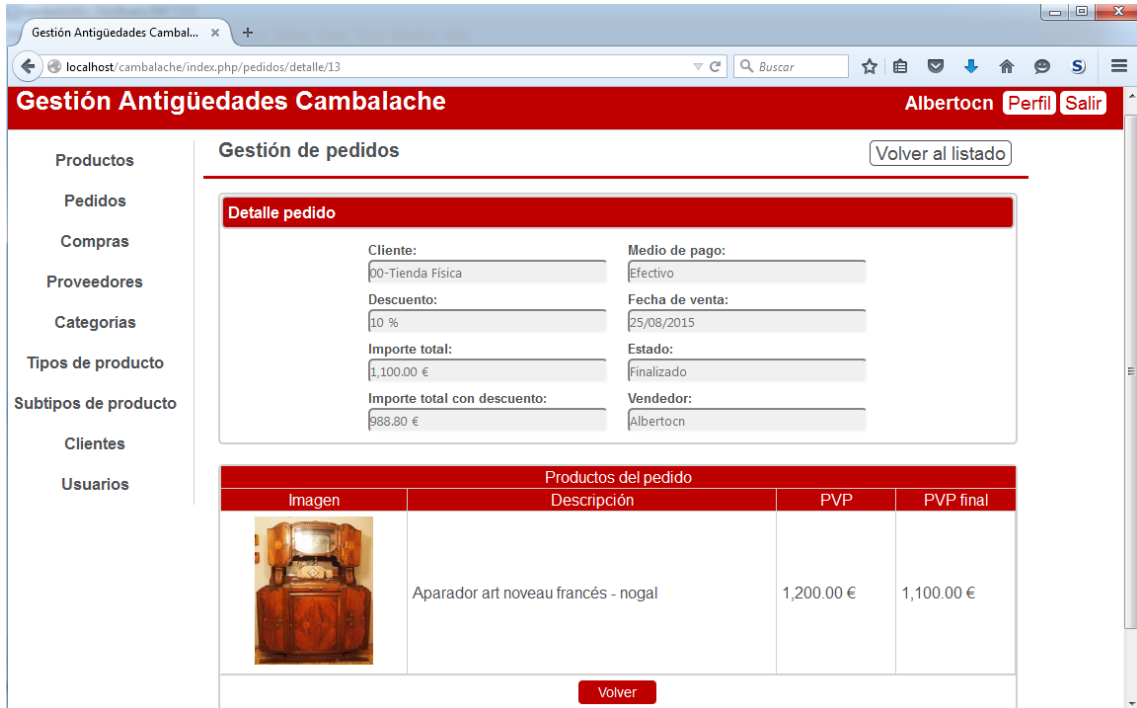 Gestión Antigüedades Cambal... × +
localhost/cambalache/index.php/pedidos/detalle/13
Buscar
S)
Gestión Antigüedades Cambalache
Albertocn Perfil Salir
Productos
Pedidos
Compras
Proveedores
Categorías
Tipos de producto
Subtipos de producto
Clientes
Usuarios
Gestión de pedidos
Volver al listado
Detalle pedido
Cliente:
00-Tienda Física
Medio de pago:
Efectivo
Descuento:
10 %
Fecha de venta:
25/08/2015
Importe total:
1,100.00 €
Estado:
Finalizado
Importe total con descuento:
988.80 €
Vendedor:
Albertocn
Productos del pedido
Imagen Descripción PVP PVP final
Aparador art noveau francés - nogal 1,200.00 € 1,100.00 €
Volver